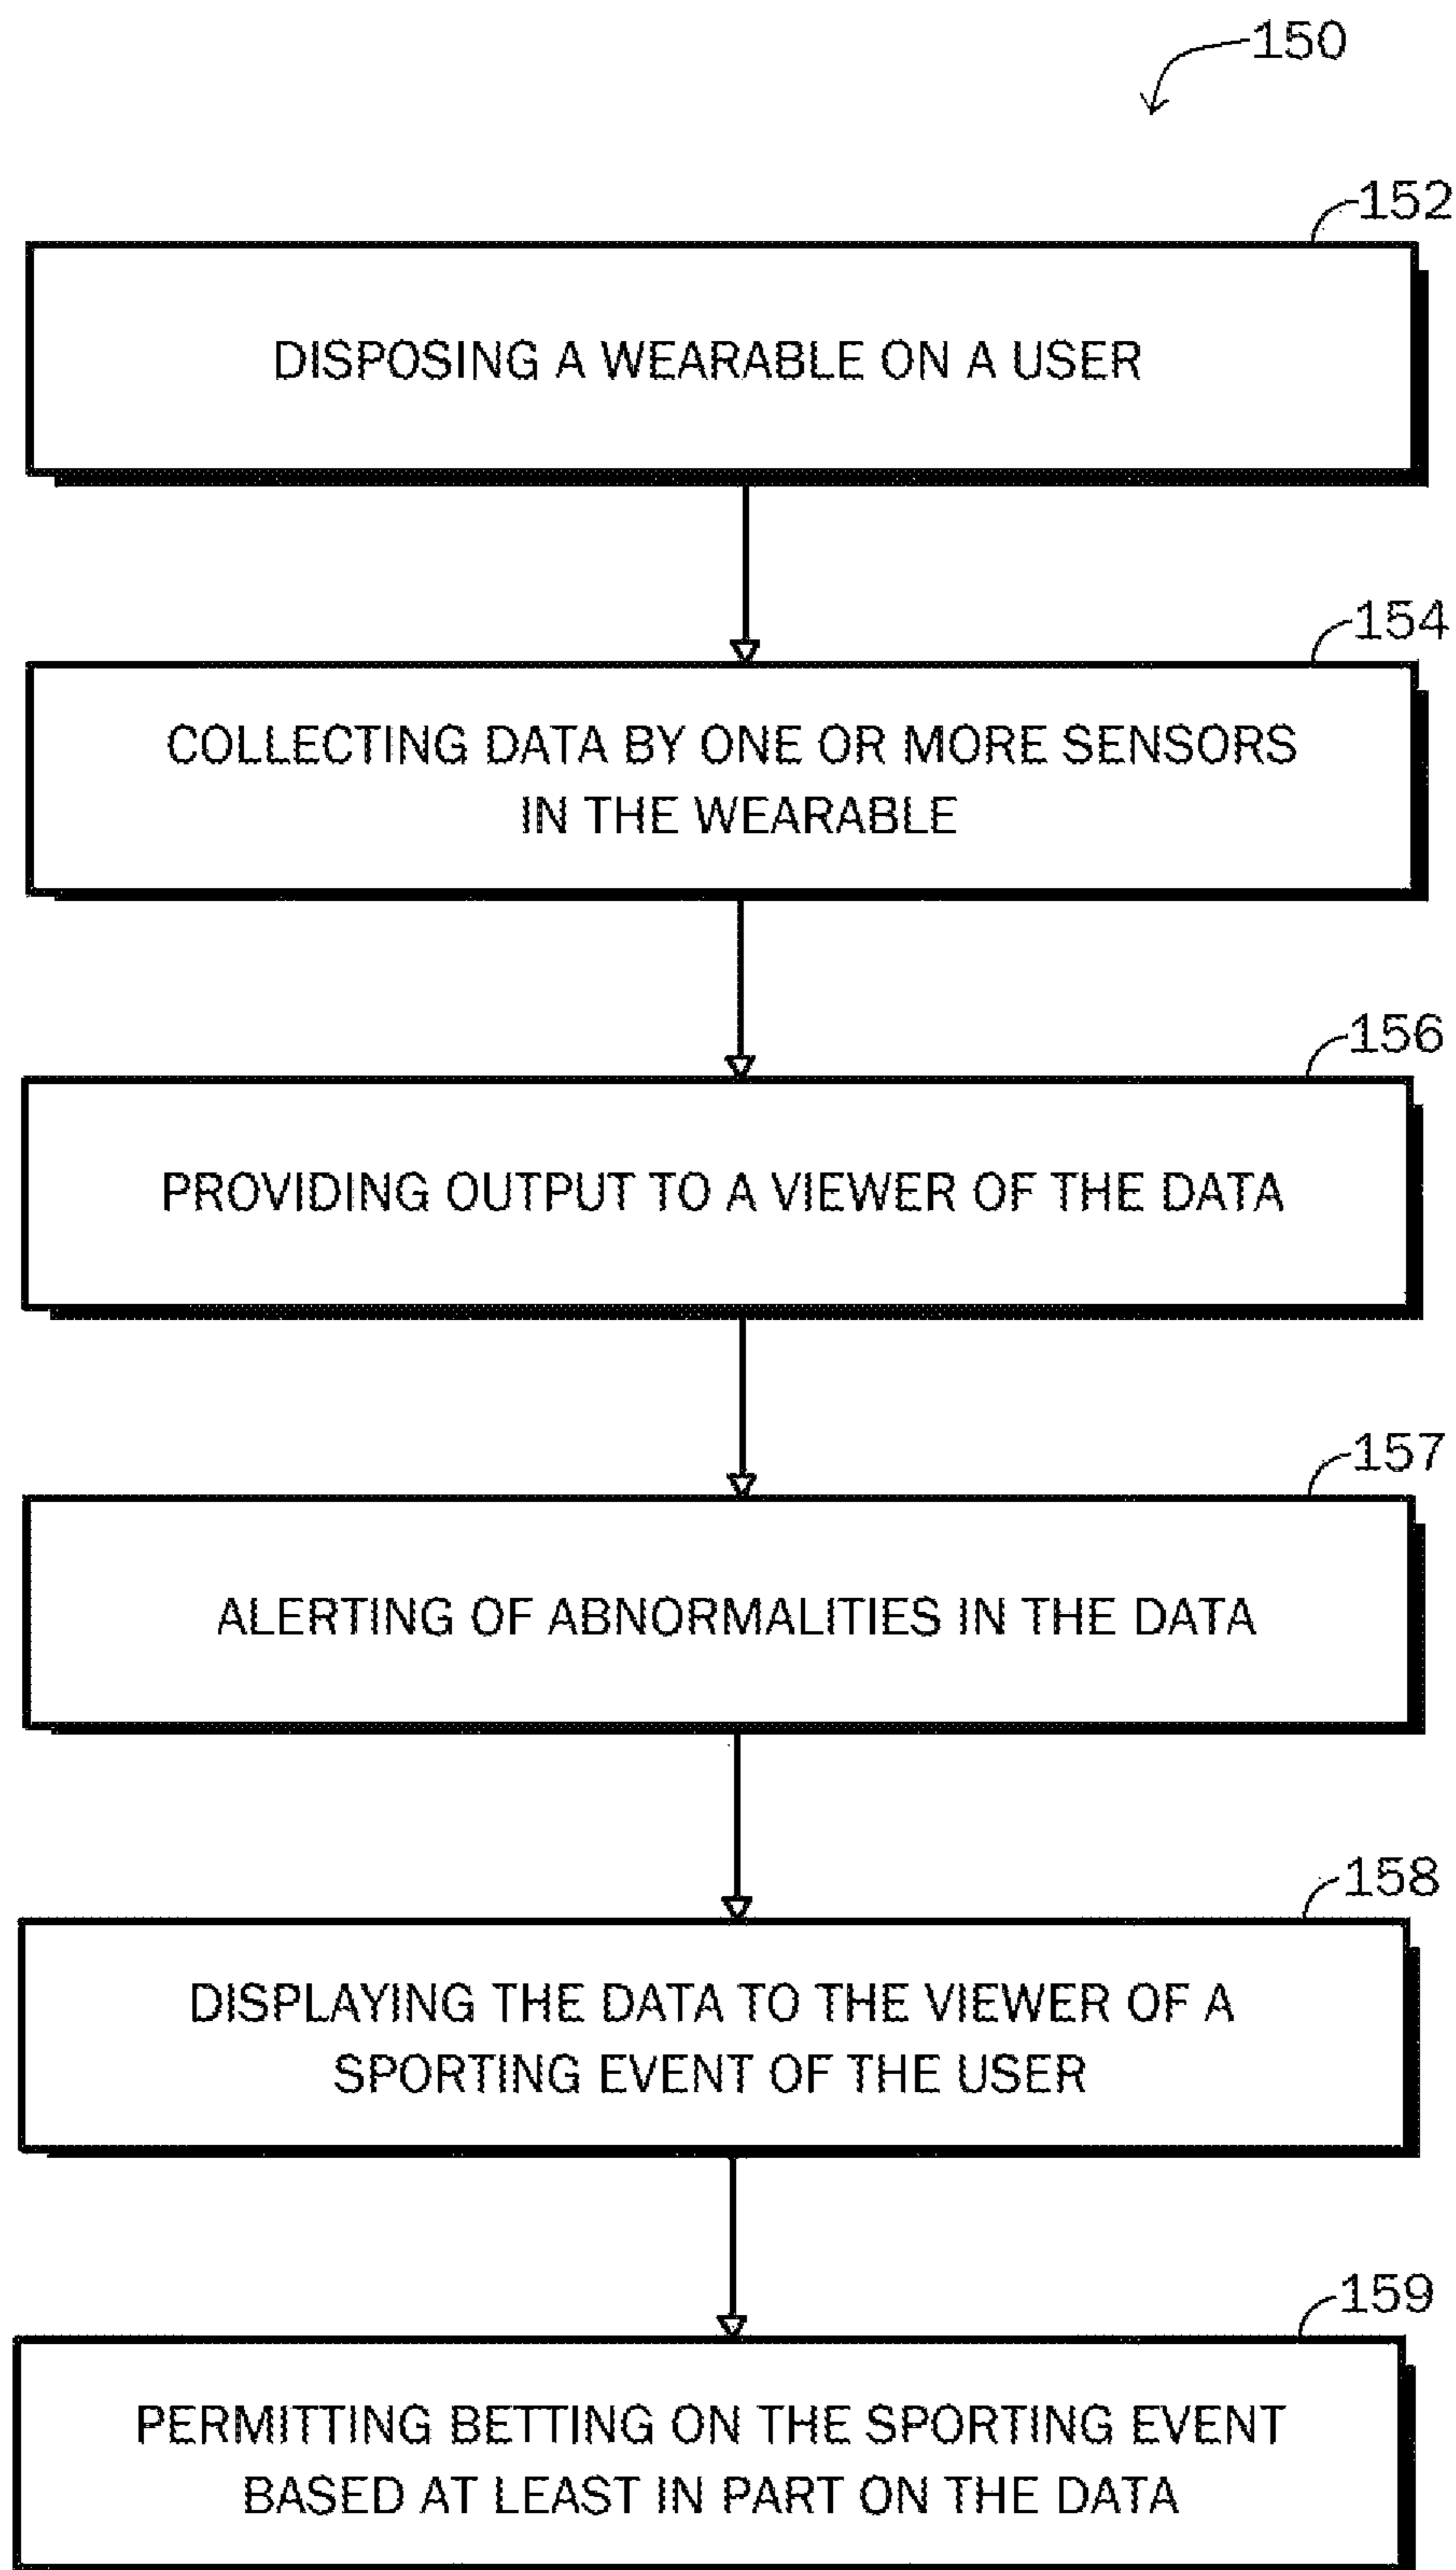 150
152
DISPOSING A WEARABLE ON A USER
154
COLLECTING DATA BY ONE OR MORE SENSORS
IN THE WEARABLE
156
PROVIDING OUTPUT TO A VIEWER OF THE DATA
157
ALERTING OF ABNORMALITIES IN THE DATA
158
DISPLAYING THE DATA TO THE VIEWER OF A
SPORTING EVENT OF THE USER
159
PERMITTING BETTING ON THE SPORTING EVENT
BASED AT LEAST IN PART ON THE DATA